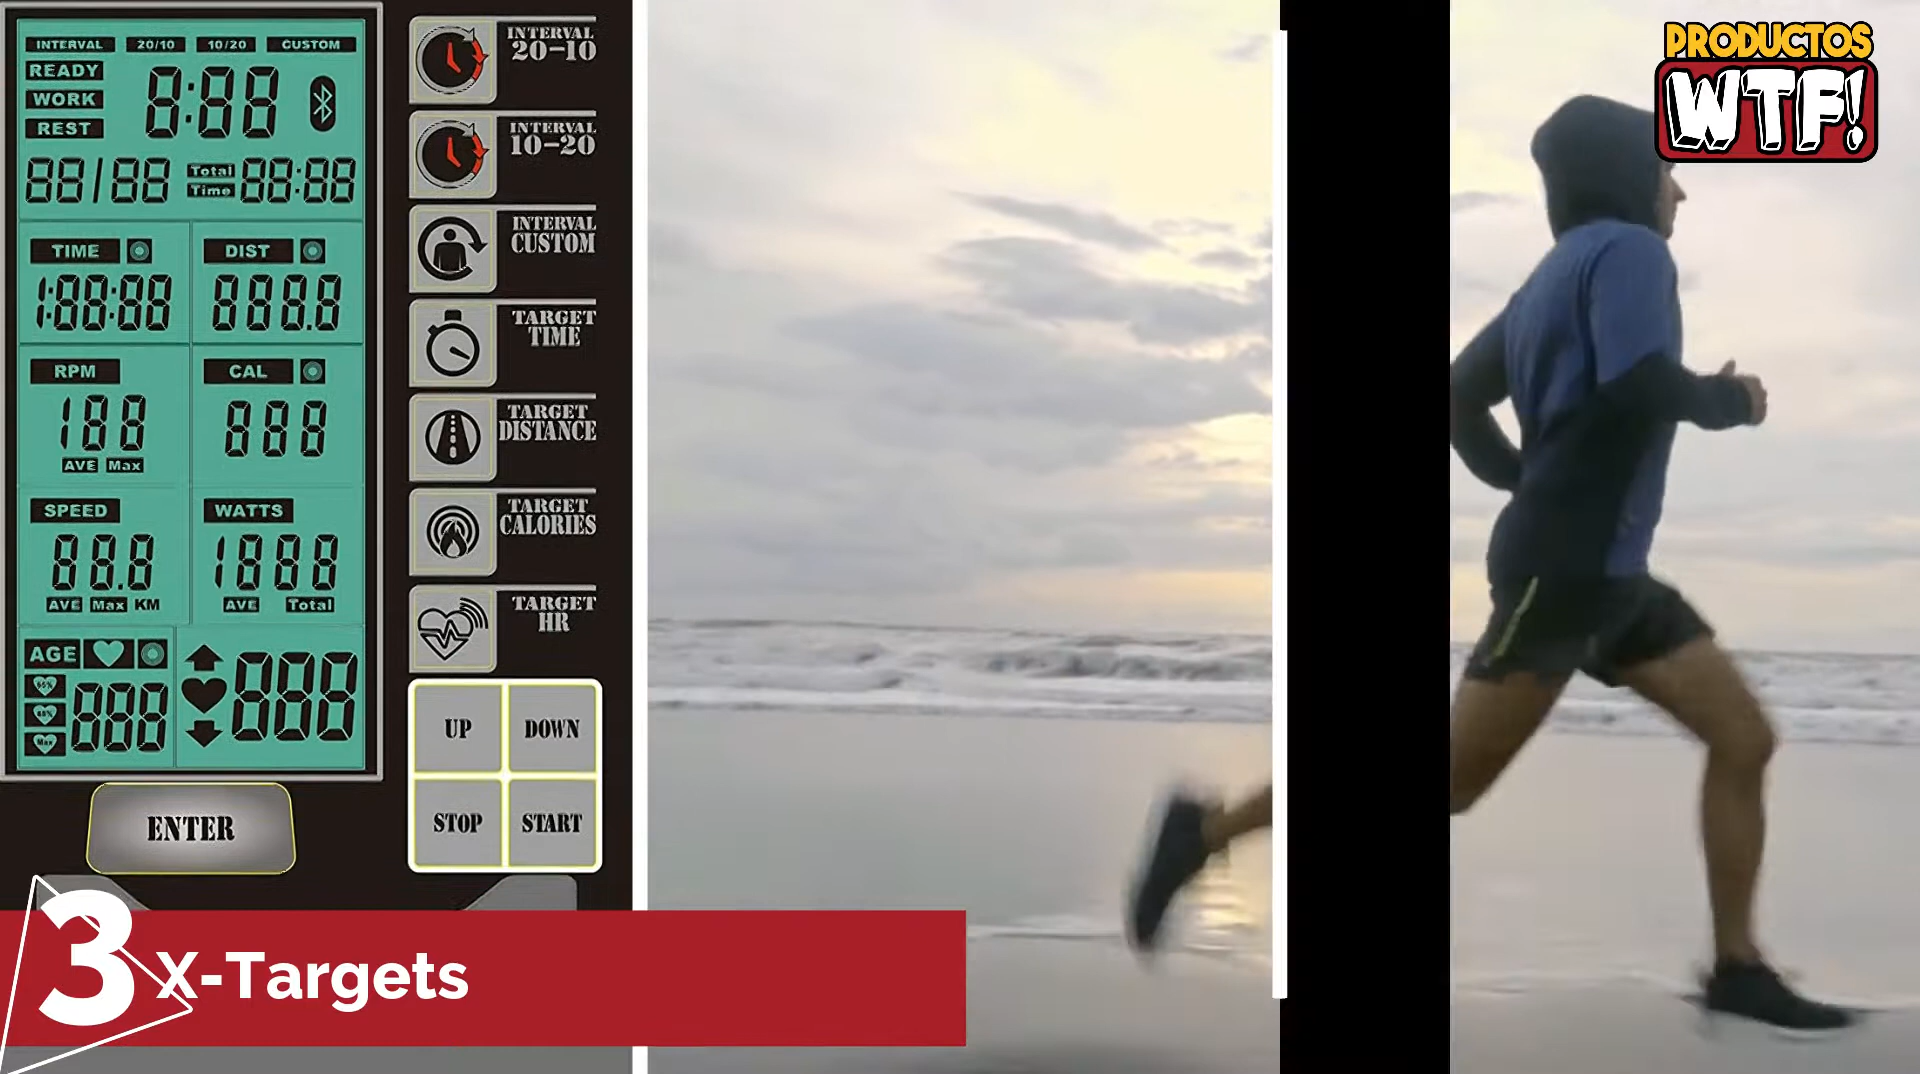 INTERVAL 20/10 10/20 CUSTOM
READY
WORK
REST
8:88
88/88 Total Time 88:88
TIME DIST
1:88:88 888.8
RPM CAL
188 888
AVE Max
SPEED WATTS
88.8 1888
AVE Max KM AVE Total
AGE
Max
888 888
INTERVAL
20-10
INTERVAL
10-20
INTERVAL
CUSTOM
TARGET
TIME
TARGET
DISTANCE
TARGET
CALORIES
TARGET
HR
UP DOWN
STOP START
ENTER
PRODUCTOS
WTF!
3 X-Targets